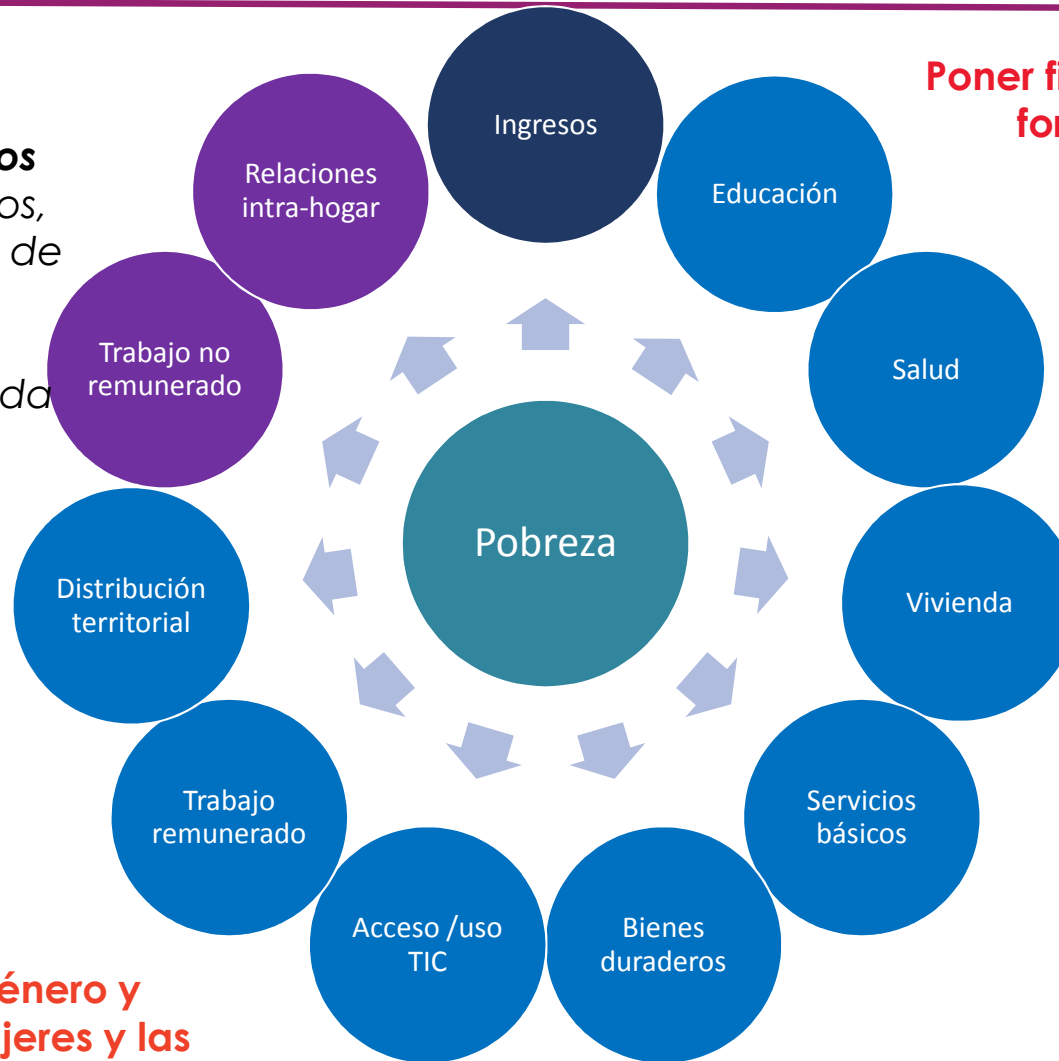 Poner fi
for
os
os,
de
da
Ingresos
Educación
Salud
Vivienda
Servicios
básicos
Bienes
duraderos
Acceso /uso
TIC
Trabajo
remunerado
Distribución
territorial
Trabajo no
remunerado
Relaciones
intra-hogar
Pobreza
énero y
jeres y las